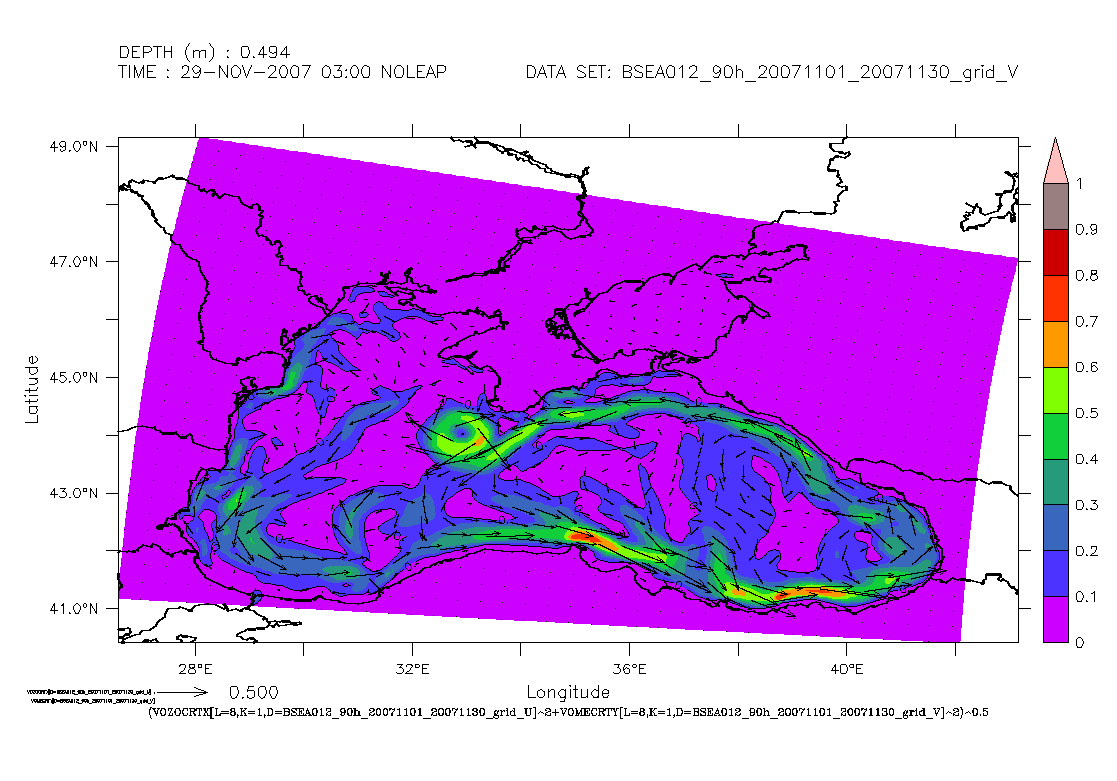 DEPTH (m) : 0.494
TIME : 29-NOV-2007 03:00 NOLEAP DATA SET: BSEA012_90h_20071101_20071130_grid_V
49.0°N
47.0°N
45.0°N
43.0°N
41.0°N
Latitude
1
0.9
0.8
0.7
0.6
0.5
0.4
0.3
0.2
0.1
0
28°E 32°E 36°E 40°E
0.500 Longitude
(VOZOCRTX[L=8,K=1,D=BSEA012_90h_20071101_20071130_grid_U]^2+VOMECRTY[L=8,K=1,D=BSEA012_90h_20071101_20071130_grid_V]^2)^0.5